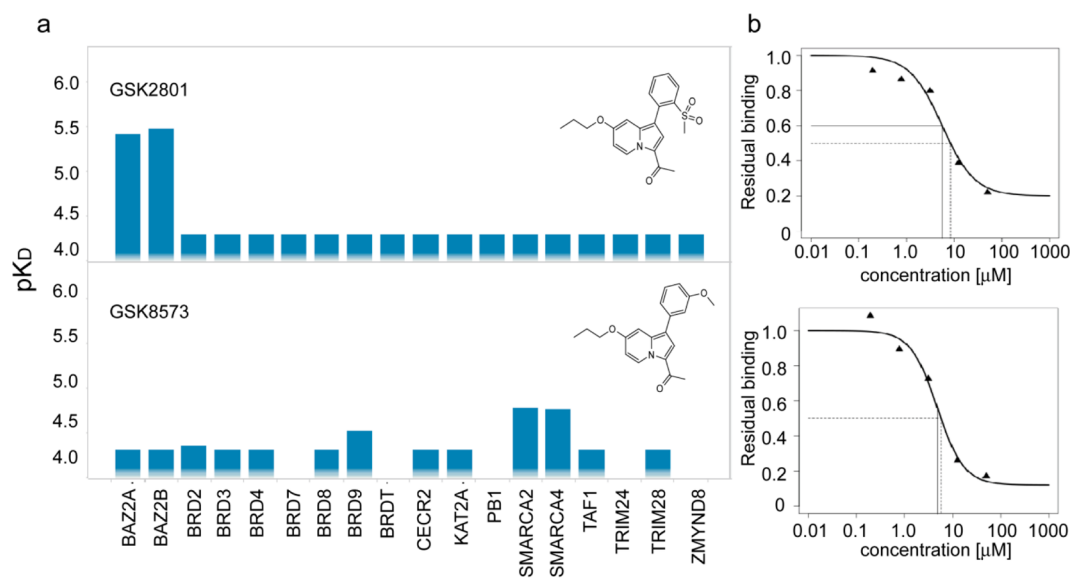 a
b
pKD
6.0
5.5
5.0
4.5
4.0
GSK2801
O
N
O
S
O
O
6.0
5.5
5.0
4.5
4.0
GSK8573
O
N
O
O
BAZ2A
BAZ2B
BRD2
BRD3
BRD4
BRD7
BRD8
BRD9
BRDT
CECR2
KAT2A
PB1
SMARCA2
SMARCA4
TAF1
TRIM24
TRIM28
ZMYND8
Residual binding
1.0
0.8
0.6
0.4
0.2
0
0.01 0.1 1.0 10 100 1000
concentration [μM]
Residual binding
1.0
0.8
0.6
0.4
0.2
0
0.01 0.1 1.0 10 100 1000
concentration [μM]